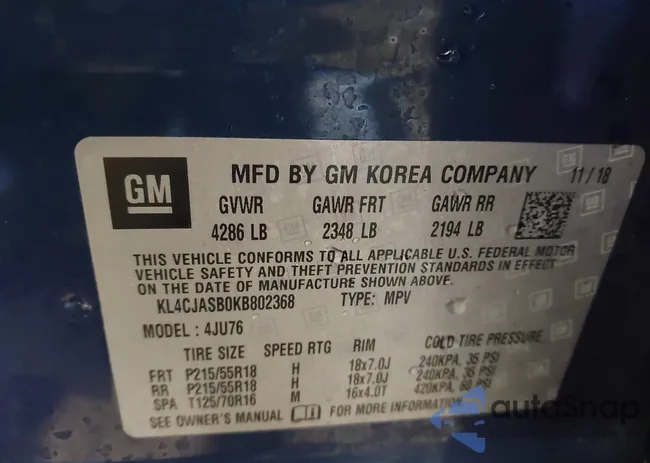 GM
MFD BY GM KOREA COMPANY 11/18
GVWR GAWR FRT GAWR RR
4286 LB 2348 LB 2194 LB
THIS VEHICLE CONFORMS TO ALL APPLICABLE U.S. FEDERAL MOTOR
VEHICLE SAFETY AND THEFT PREVENTION STANDARDS IN EFFECT
ON THE DATE OF MANUFACTURE SHOWN ABOVE.
KL4CJASB0KB802368 TYPE: MPV
MODEL : 4JU76
TIRE SIZE SPEED RTG RIM COLD TIRE PRESSURE
FRT P215/55R18 H 18x7.0J 240KPA, 35 PSI
RR P215/55R18 H 18x7.0J 240KPA, 35 PSI
SPA T125/70R16 M 16x4.0T 420KPA, 60 PSI
SEE OWNER'S MANUAL FOR MORE INFORMATION
autoSnap